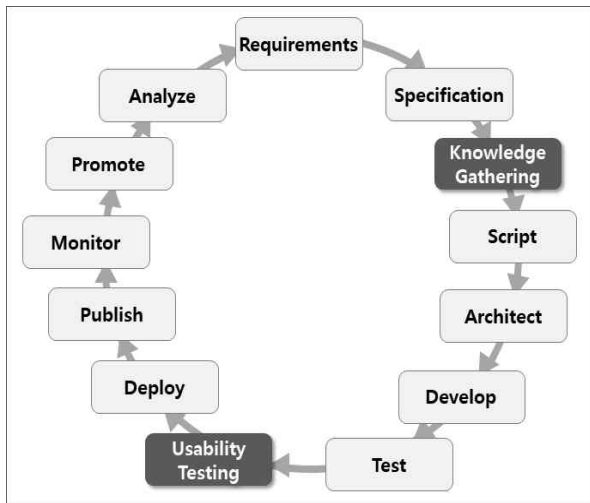 Requirements
Specification
Knowledge
Gathering
Script
Architect
Develop
Test
Usability
Testing
Deploy
Publish
Monitor
Promote
Analyze